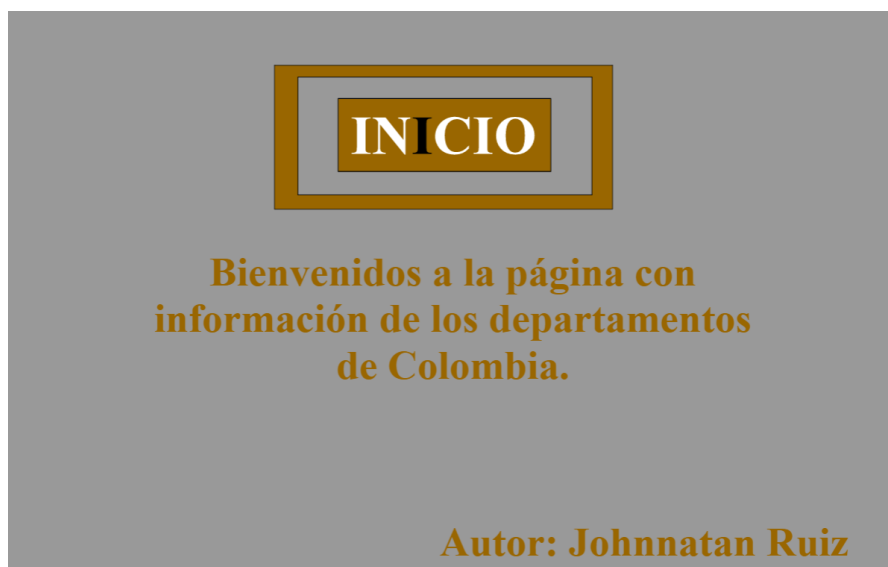 INICIO
Bienvenidos a la página con
información de los departamentos
de Colombia.
Autor: Johnnatan Ruiz